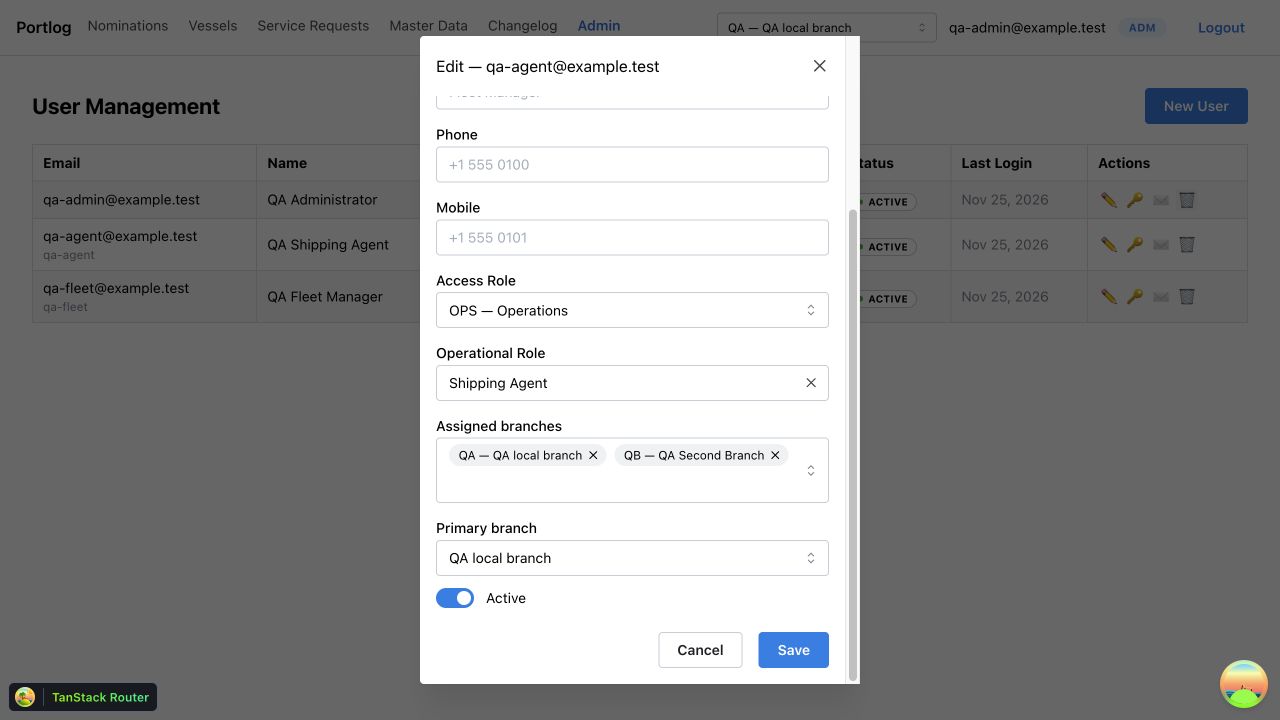 Portlog Nominations Vessels Service Requests Master Data Changelog Admin QA — QA local branch qa-admin@example.test ADM Logout
Edit — qa-agent@example.test
User Management
New User
Email Name Last Login Actions
qa-admin@example.test QA Administrator ACTIVE Nov 25, 2026
qa-agent@example.test
qa-agent
QA Shipping Agent ACTIVE Nov 25, 2026
qa-fleet@example.test
qa-fleet
QA Fleet Manager ACTIVE Nov 25, 2026
Phone
+1 555 0100
Mobile
+1 555 0101
Access Role
OPS — Operations
Operational Role
Shipping Agent
Assigned branches
QA — QA local branch QB — QA Second Branch
Primary branch
QA local branch
Active
Cancel Save
TanStack Router